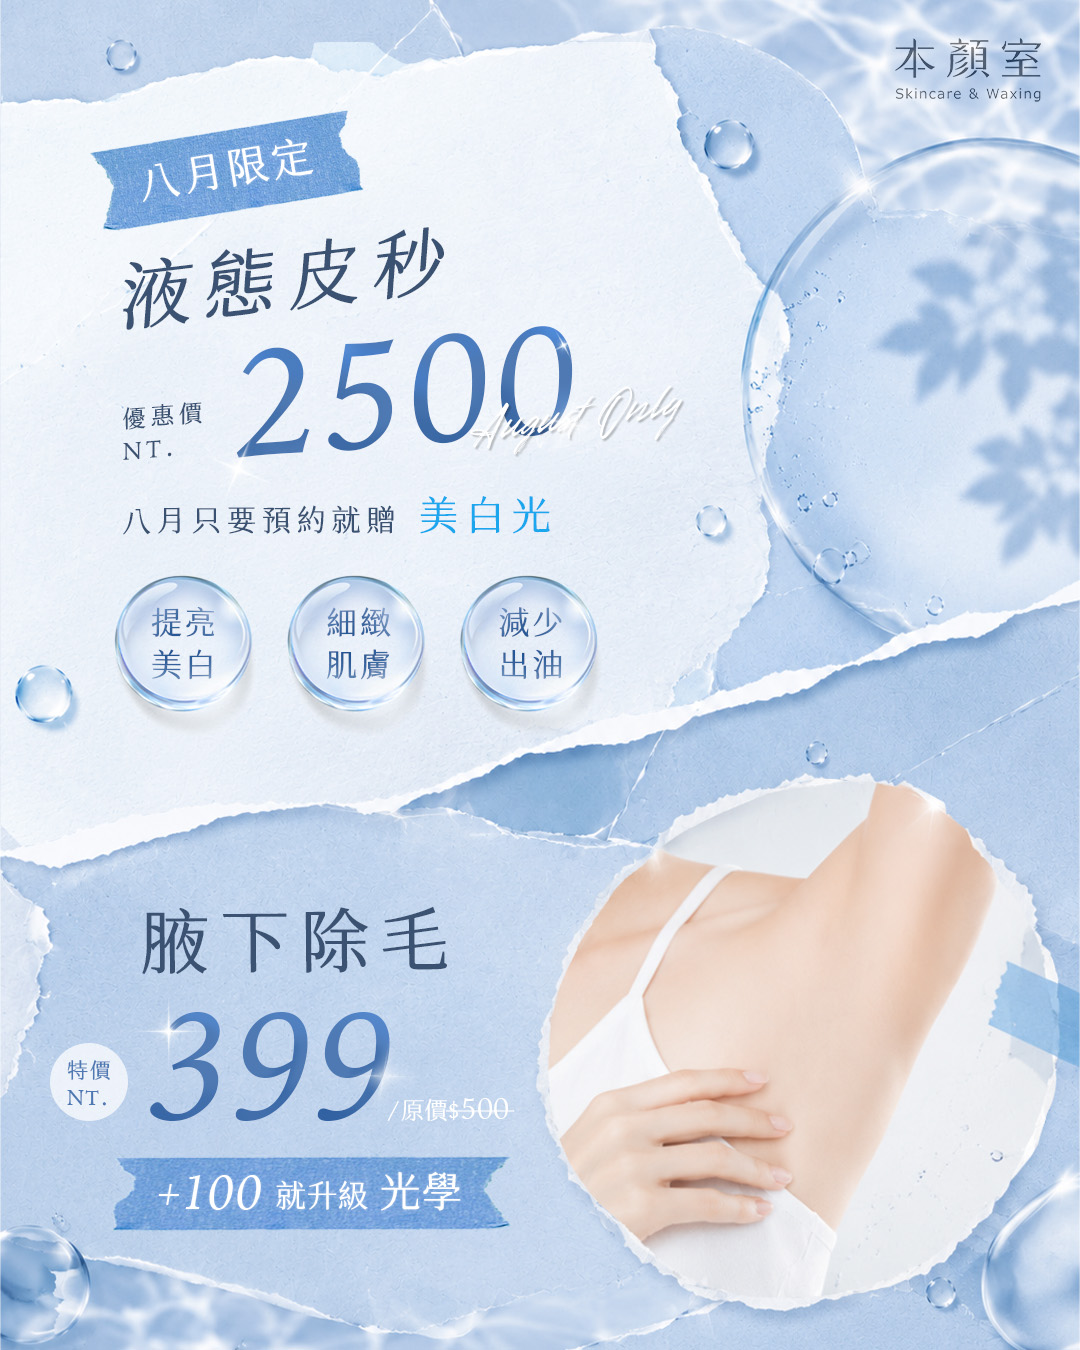 本顏室
Skincare & Waxing
八月限定
液態皮秒
優惠價
NT.
2500
August Only
八月只要預約就贈 美白光
提亮
美白
細緻
肌膚
減少
出油
腋下除毛
特價
NT.
399
/原價$500
+100 就升級 光學